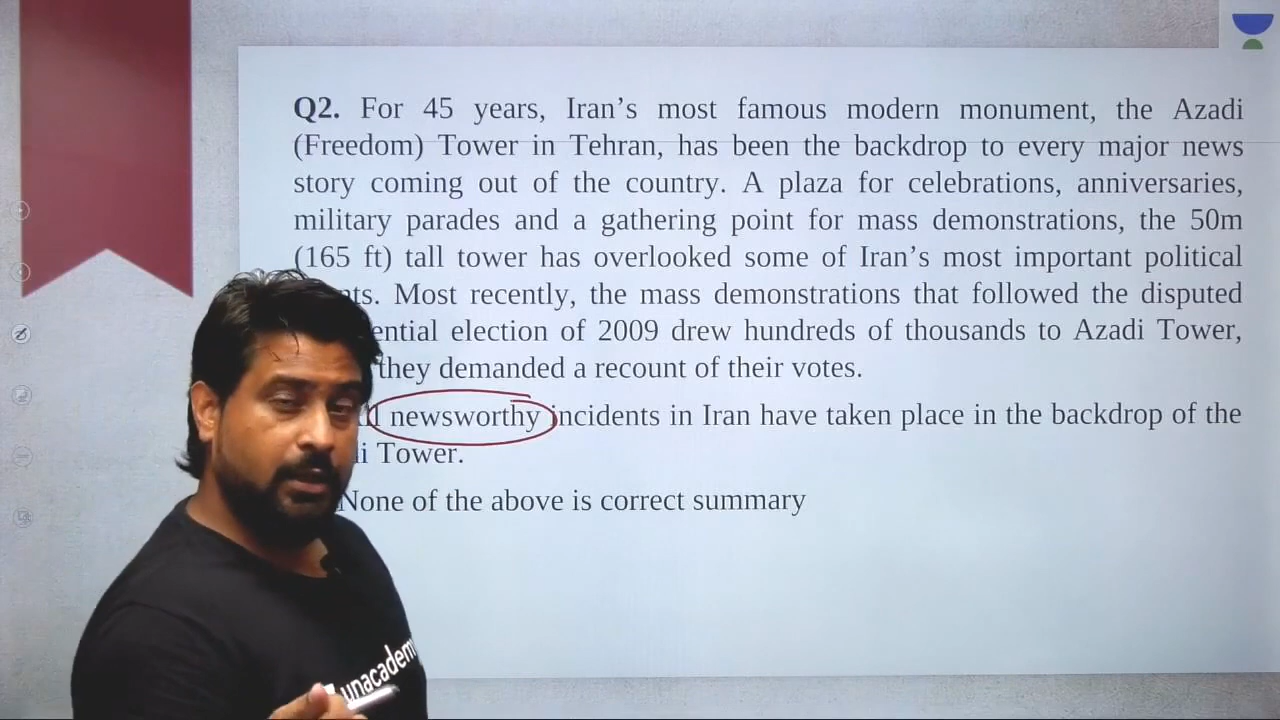 Q2. For 45 years, Iran's most famous modern monument, the Azadi
(Freedom) Tower in Tehran, has been the backdrop to every major news
story coming out of the country. A plaza for celebrations, anniversaries,
military parades and a gathering point for mass demonstrations, the 50m
(165 ft) tall tower has overlooked some of Iran's most important political
Most recently, the mass demonstrations that followed the disputed
election of 2009 drew hundreds of thousands to Azadi Tower,
they demanded a recount of their votes.
newsworthy incidents in Iran have taken place in the backdrop of the
Tower.
None of the above is correct summary
unacademy